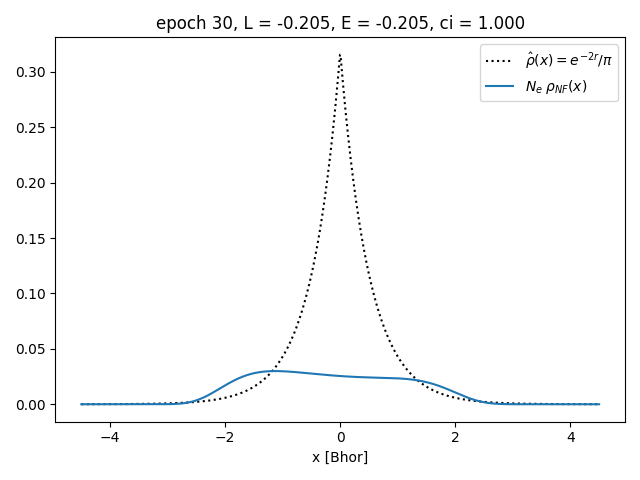 epoch 30, L = -0.205, E = -0.205, ci = 1.000
ρ̂(x) = e^{−2r}/π
N_e ρ_{NF}(x)
0.30
0.25
0.20
0.15
0.10
0.05
0.00
−4 −2 0 2 4
x [Bhor]